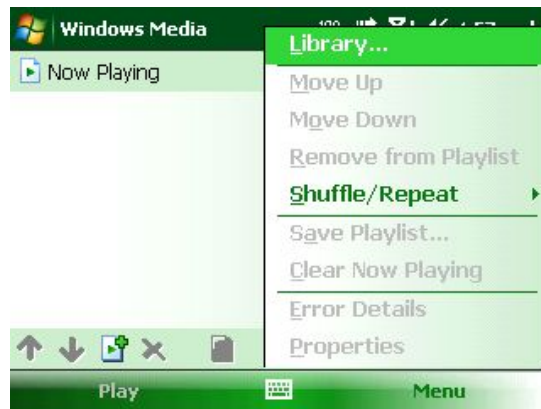 Windows Media
Now Playing
Library...
Move Up
Move Down
Remove from Playlist
Shuffle/Repeat
Save Playlist...
Clear Now Playing
Error Details
Properties
Play
Menu